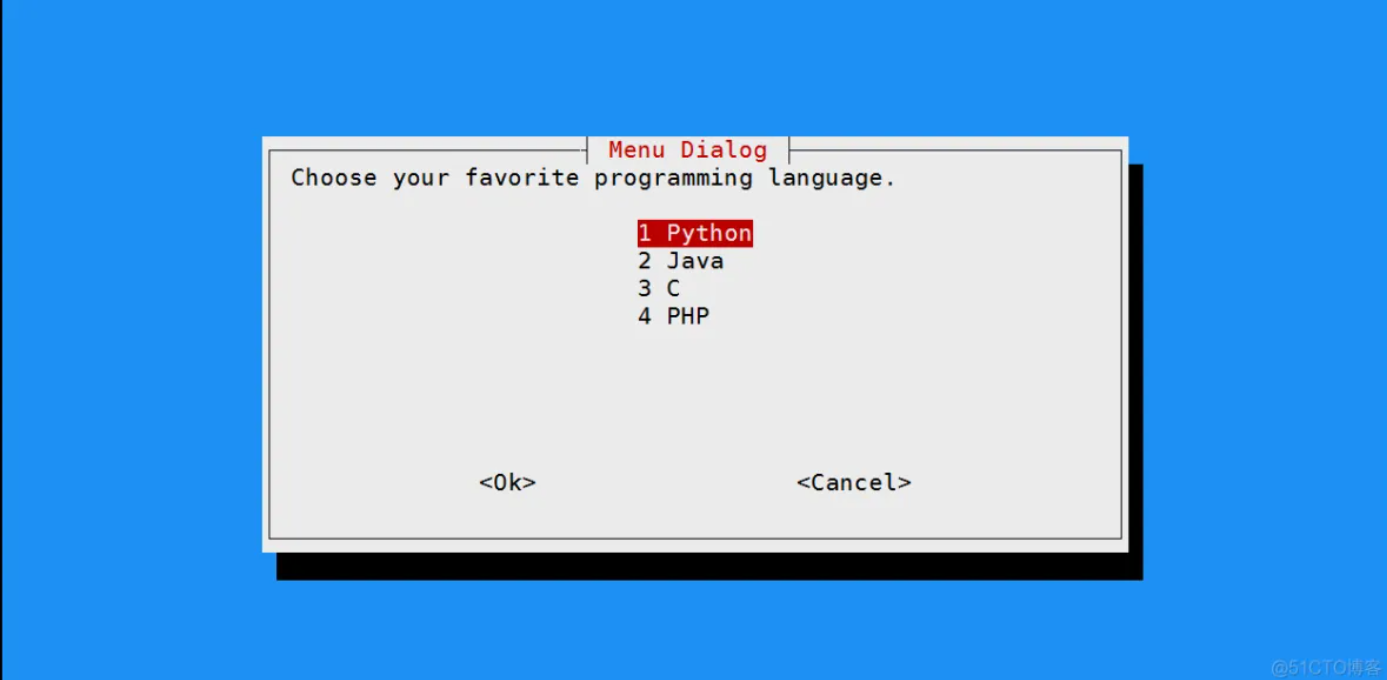 Menu Dialog
Choose your favorite programming language.
1 Python
2 Java
3 C
4 PHP
<Ok> <Cancel>
@51CTO博客